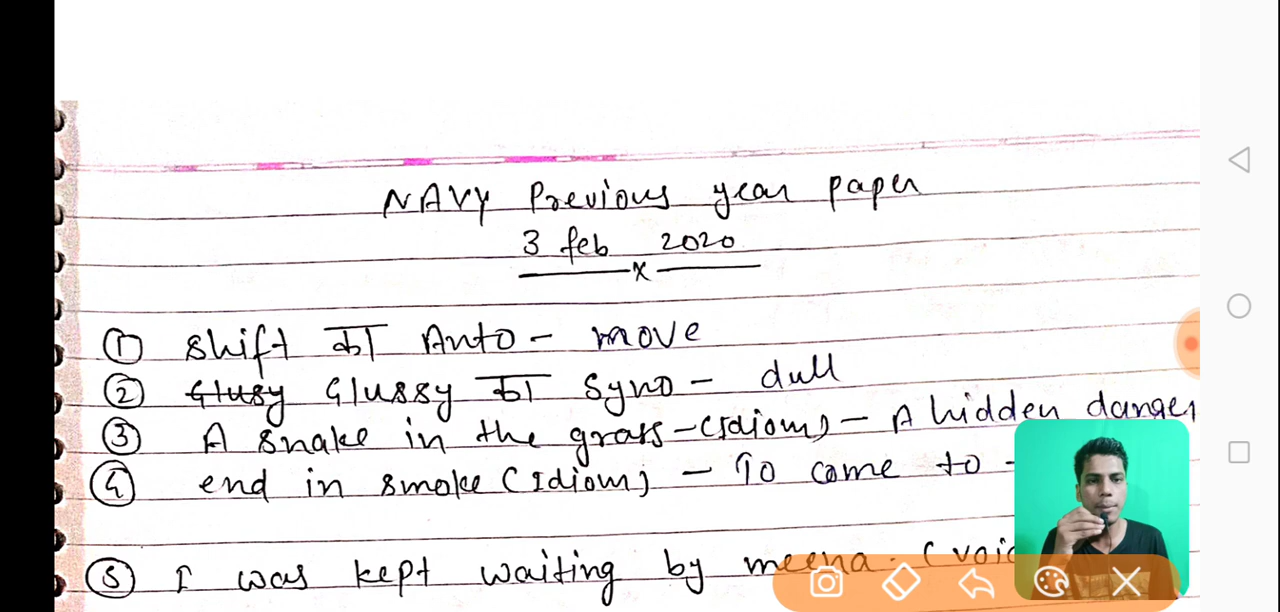 NAVY Previous year paper
3 feb 2020
x
① Shift का Anto - move
② Glusy Glussy का Syno - dull
③ A snake in the grass - (Idiom) - A hidden danger
④ end in smoke (Idiom) - To come to -
⑤ I was kept waiting by meena. (voic